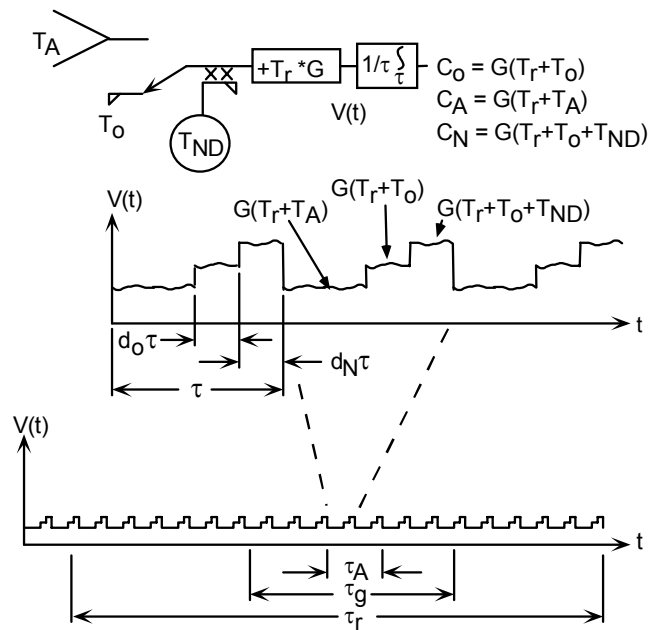 T_A
+T_r *G
1/τ ∫_τ
C_o = G(T_r+T_o)
C_A = G(T_r+T_A)
C_N = G(T_r+T_o+T_ND)
T_o
T_ND
V(t)
V(t)
G(T_r+T_A)
G(T_r+T_o)
G(T_r+T_o+T_ND)
t
d_oτ
d_Nτ
τ
V(t)
t
τ_A
τ_g
τ_r